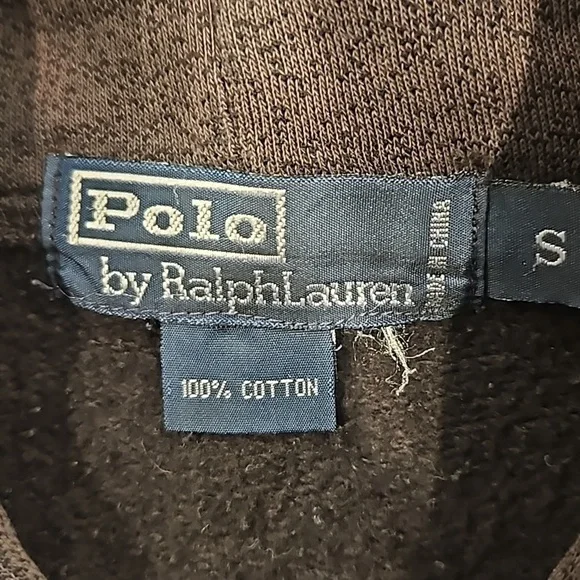 Polo
by Ralph Lauren
MADE IN CHINA
S
100% COTTON